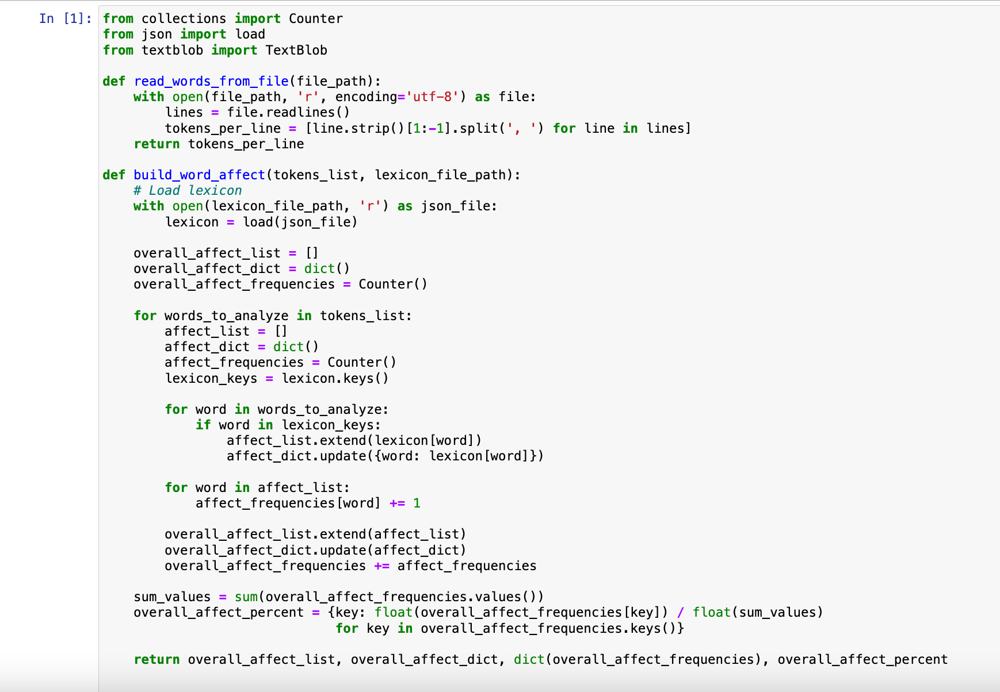 In [1]: from collections import Counter
from json import load
from textblob import TextBlob

def read_words_from_file(file_path):
    with open(file_path, 'r', encoding='utf-8') as file:
        lines = file.readlines()
        tokens_per_line = [line.strip()[1:-1].split(', ') for line in lines]
    return tokens_per_line

def build_word_affect(tokens_list, lexicon_file_path):
    # Load lexicon
    with open(lexicon_file_path, 'r') as json_file:
        lexicon = load(json_file)

    overall_affect_list = []
    overall_affect_dict = dict()
    overall_affect_frequencies = Counter()

    for words_to_analyze in tokens_list:
        affect_list = []
        affect_dict = dict()
        affect_frequencies = Counter()
        lexicon_keys = lexicon.keys()

        for word in words_to_analyze:
            if word in lexicon_keys:
                affect_list.extend(lexicon[word])
                affect_dict.update({word: lexicon[word]})

        for word in affect_list:
            affect_frequencies[word] += 1

        overall_affect_list.extend(affect_list)
        overall_affect_dict.update(affect_dict)
        overall_affect_frequencies += affect_frequencies

    sum_values = sum(overall_affect_frequencies.values())
    overall_affect_percent = {key: float(overall_affect_frequencies[key]) / float(sum_values)
                              for key in overall_affect_frequencies.keys()}

    return overall_affect_list, overall_affect_dict, dict(overall_affect_frequencies), overall_affect_percent